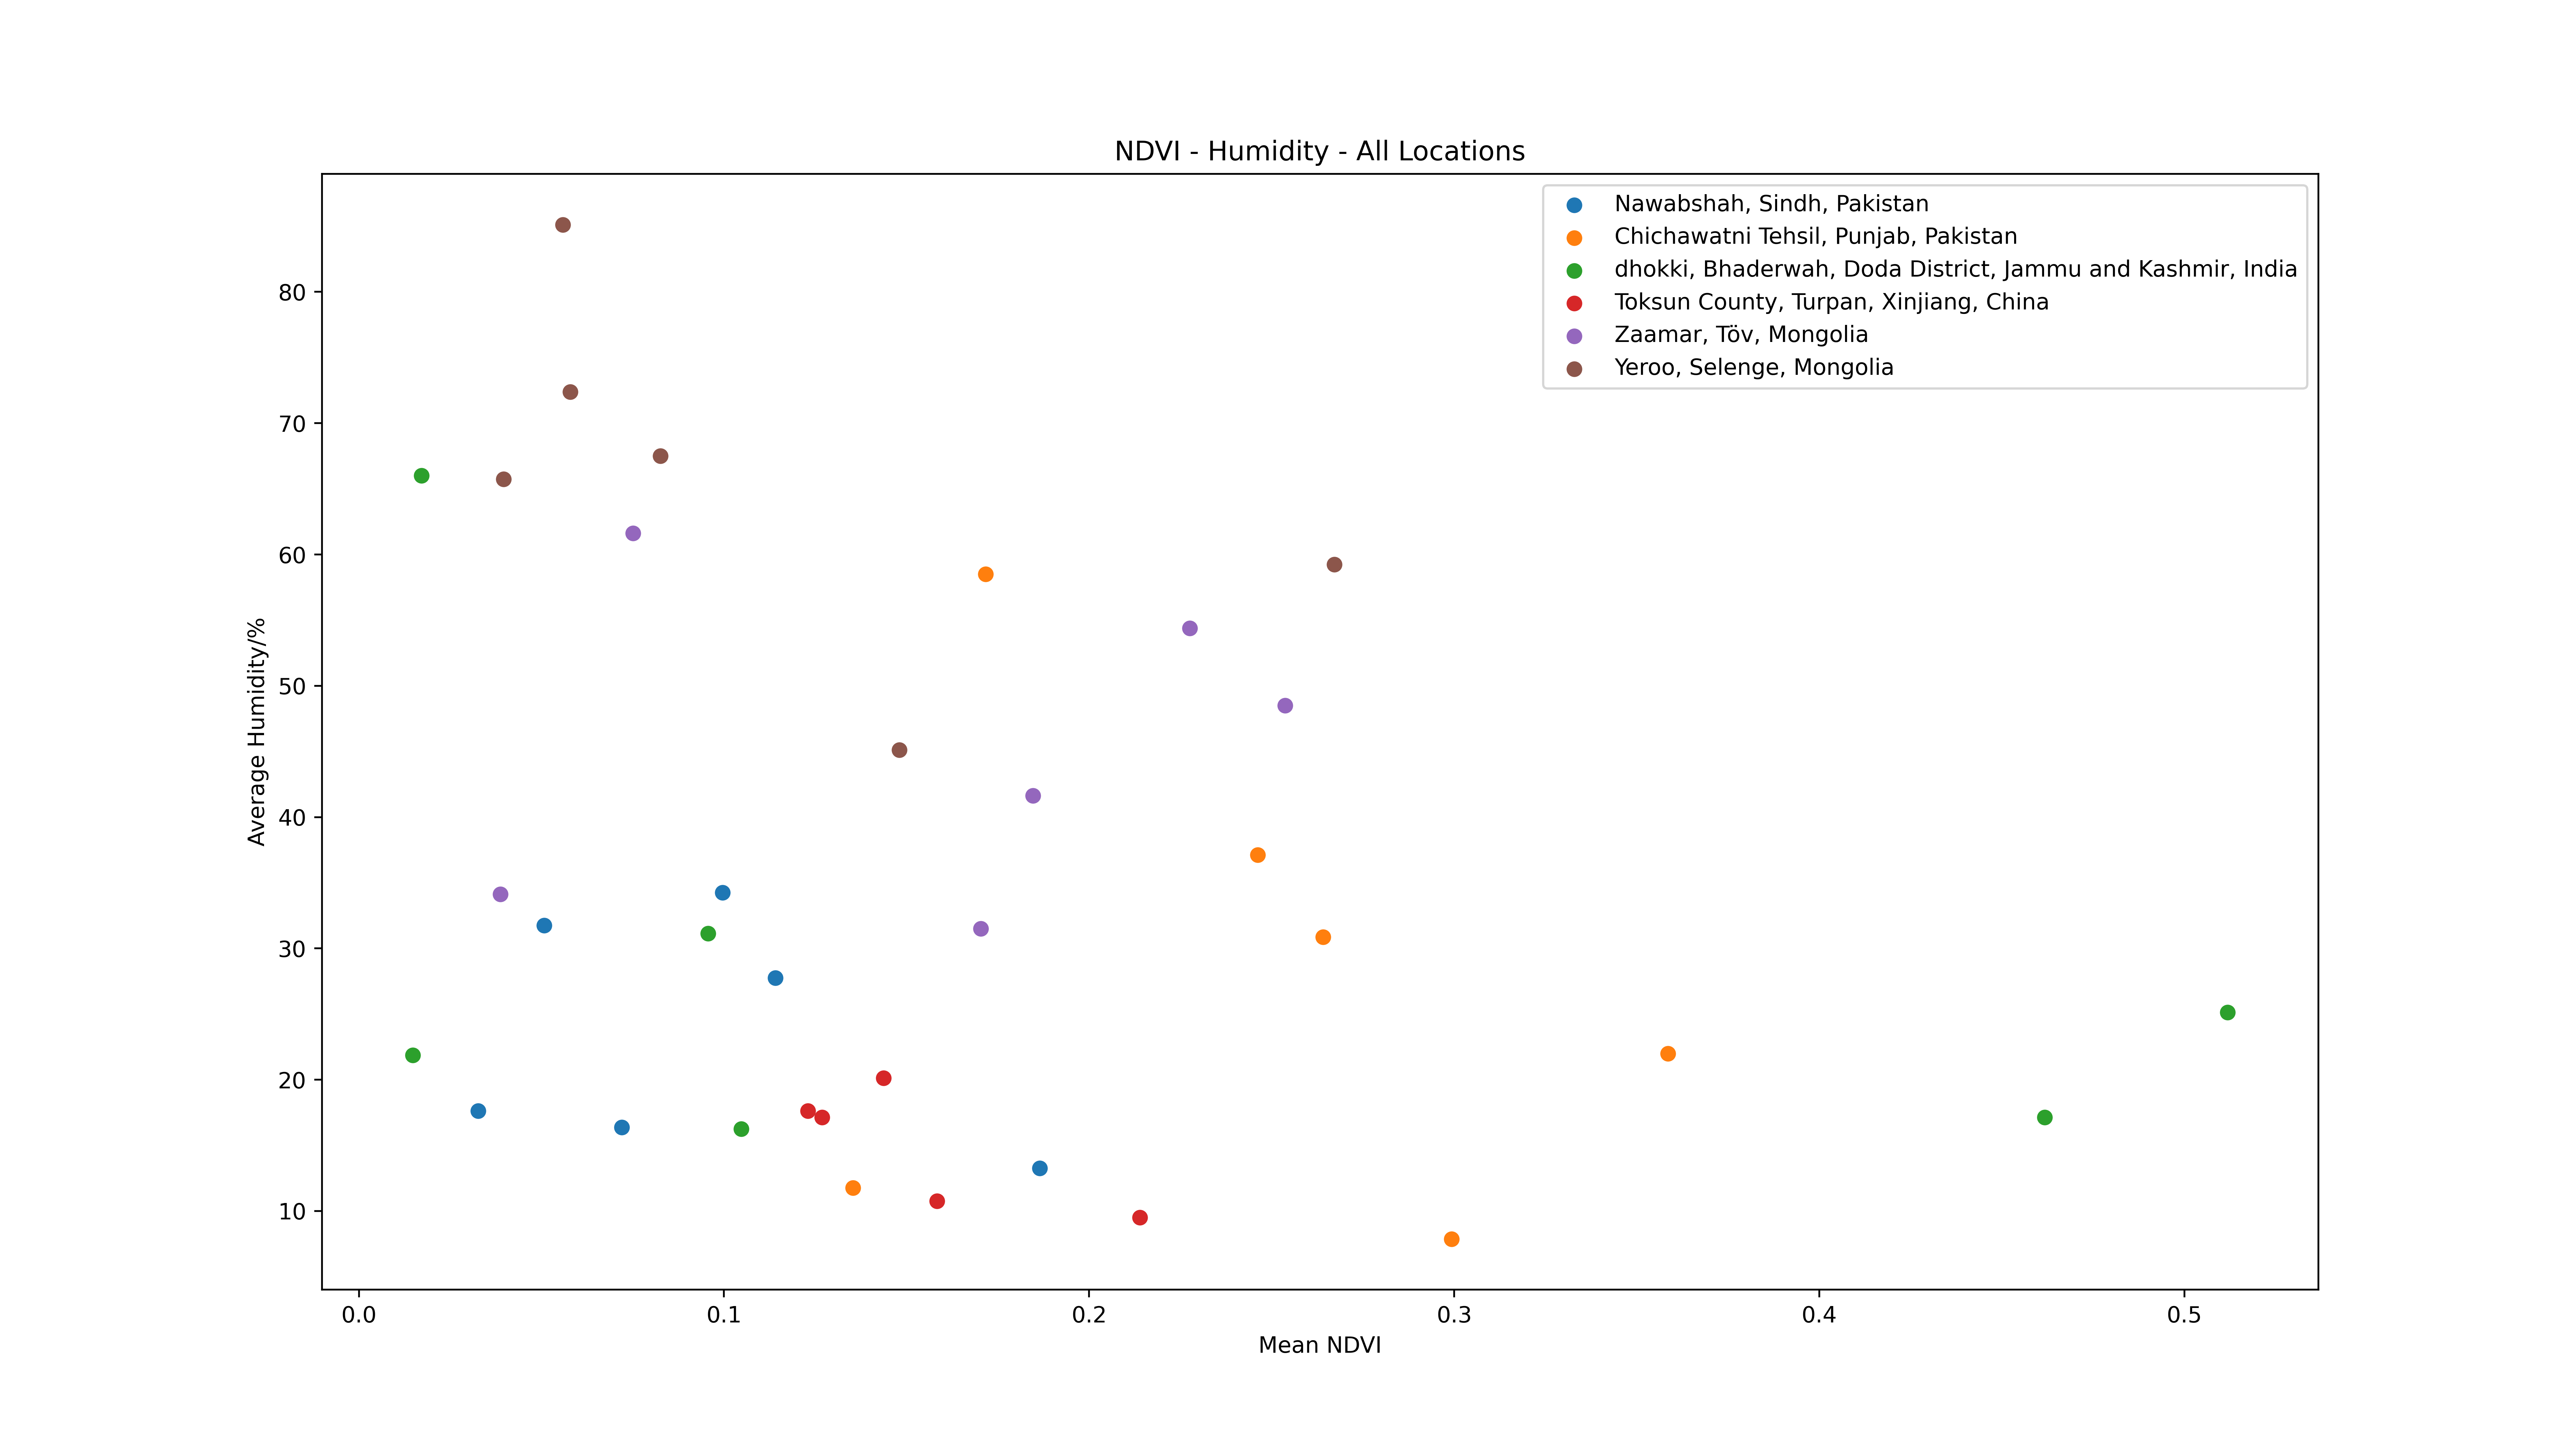 NDVI - Humidity - All Locations
Nawabshah, Sindh, Pakistan
Chichawatni Tehsil, Punjab, Pakistan
dhokki, Bhaderwah, Doda District, Jammu and Kashmir, India
Toksun County, Turpan, Xinjiang, China
Zaamar, Töv, Mongolia
Yeroo, Selenge, Mongolia
Average Humidity/%
80
70
60
50
40
30
20
10
0.0 0.1 0.2 0.3 0.4 0.5
Mean NDVI